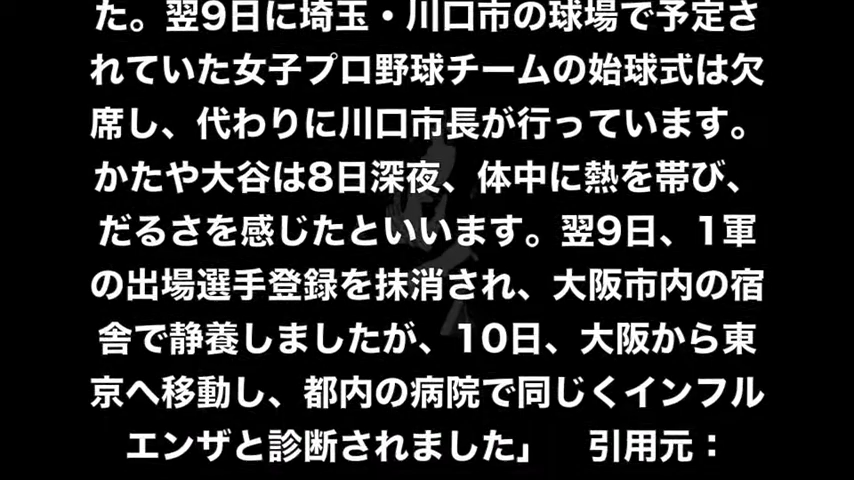 た。翌9日に埼玉・川口市の球場で予定さ
れていた女子プロ野球チームの始球式は欠
席し、代わりに川口市長が行っています。
かたや大谷は8日深夜、体中に熱を帯び、
だるさを感じたといいます。翌9日、1軍
の出場選手登録を抹消され、大阪市内の宿
舎で静養しましたが、10日、大阪から東
京へ移動し、都内の病院で同じくインフル
エンザと診断されました」　引用元：